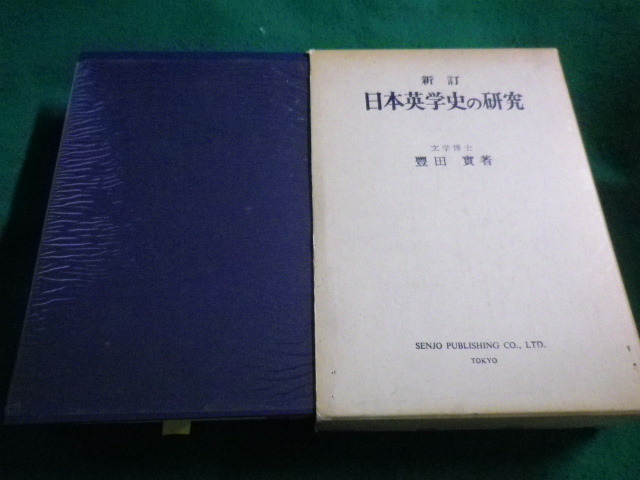 新訂
日本英学史の研究
文学博士
豐田實著
SENJO PUBLISHING CO., LTD.
TOKYO